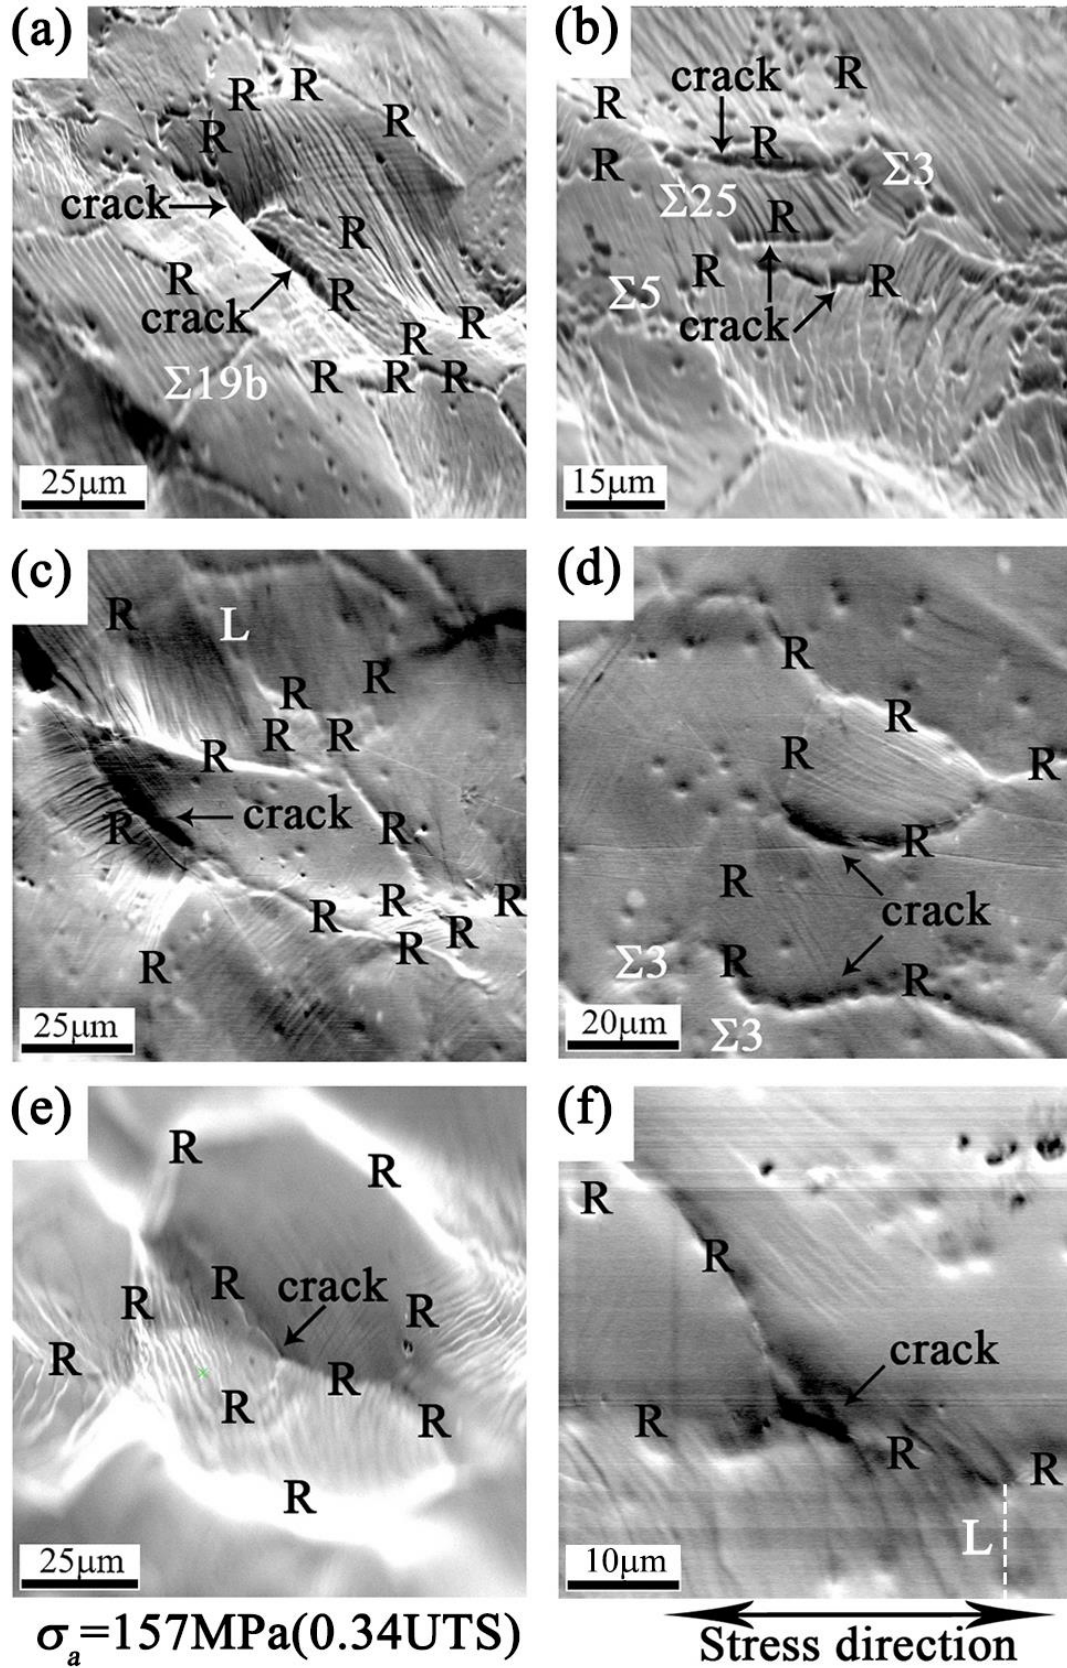 (a)
R R
R R
crack
R
R R
crack
R R
Σ19b R R R
25μm
(b)
crack R
R
R
R Σ3
Σ25
R
R R
Σ5
crack
15μm
(c)
R L
R R
R R
R
crack
R R
R R
R R R
R
25μm
(d)
R
R
R R
R
R
crack
Σ3 R R
20μm Σ3
(e)
R R
R crack
R R
R R
R R
R
25μm
(f)
R
R
crack
R R R
L
10μm
σa=157MPa(0.34UTS)
Stress direction